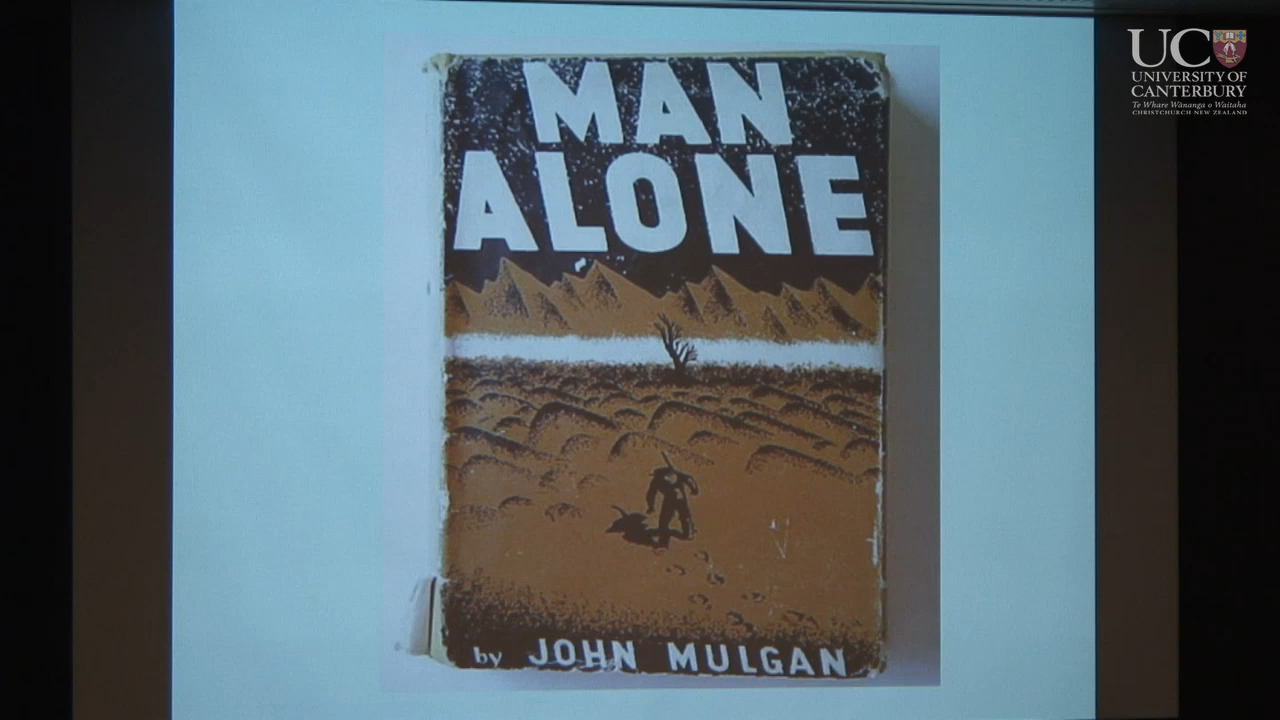 MAN
ALONE
by JOHN MULGAN
UC
UNIVERSITY OF
CANTERBURY
Te Whare Wānanga o Waitaha
CHRISTCHURCH NEW ZEALAND